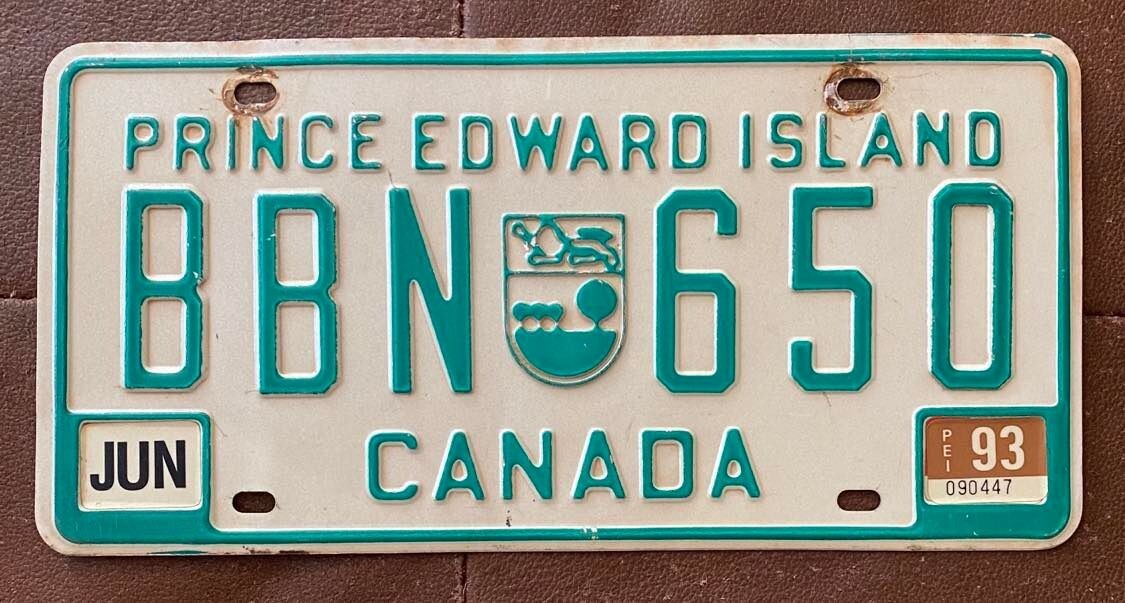 PRINCE EDWARD ISLAND
BBN 650
JUN
CANADA
PEI 93
090447